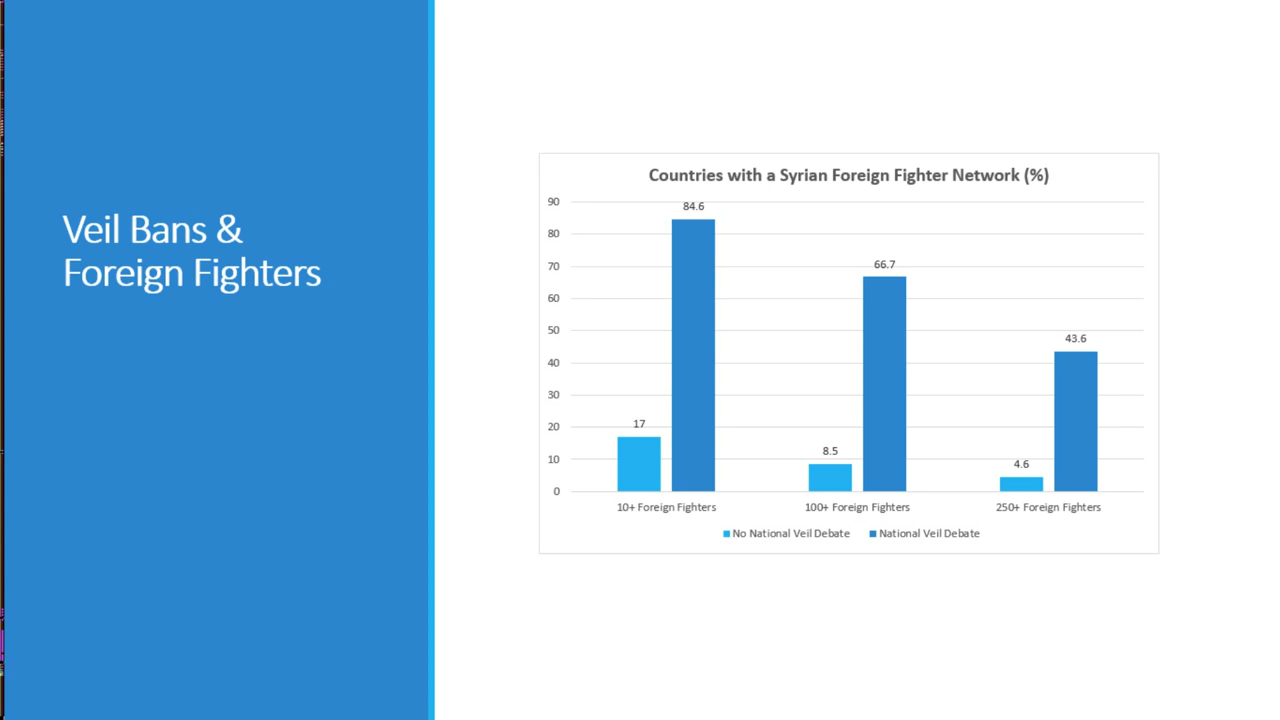 Veil Bans &
Foreign Fighters
Countries with a Syrian Foreign Fighter Network (%)
90
80
70
60
50
40
30
20
10
0
84.6
66.7
43.6
17
8.5
4.6
10+ Foreign Fighters
100+ Foreign Fighters
250+ Foreign Fighters
No National Veil Debate
National Veil Debate